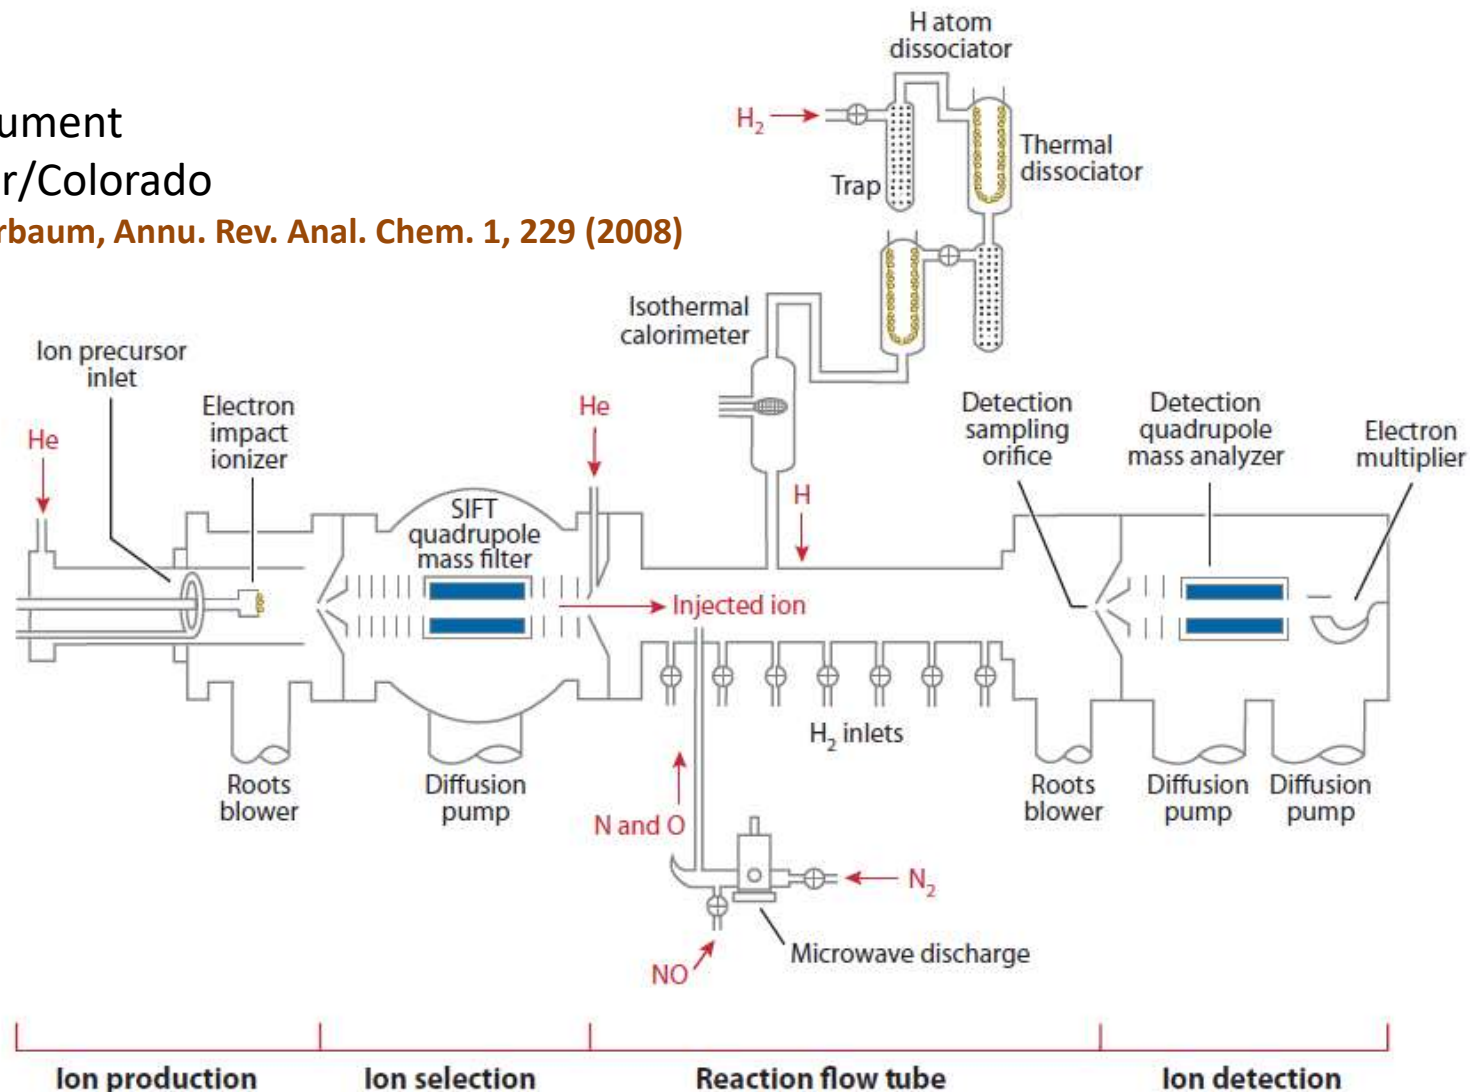 H atom
dissociator
H₂
Trap
Thermal
dissociator
Annu. Rev. Anal. Chem. 1, 229 (2008)
Isothermal
calorimeter
Ion precursor
inlet
He
Electron
impact
ionizer
SIFT
quadrupole
mass filter
He
H
Detection
sampling
orifice
Detection
quadrupole
mass analyzer
Electron
multiplier
Injected ion
H₂ inlets
Roots
blower
Diffusion
pump
N and O
Roots
blower
Diffusion
pump
Diffusion
pump
N₂
NO
Microwave discharge
Ion production
Ion selection
Reaction flow tube
Ion detection